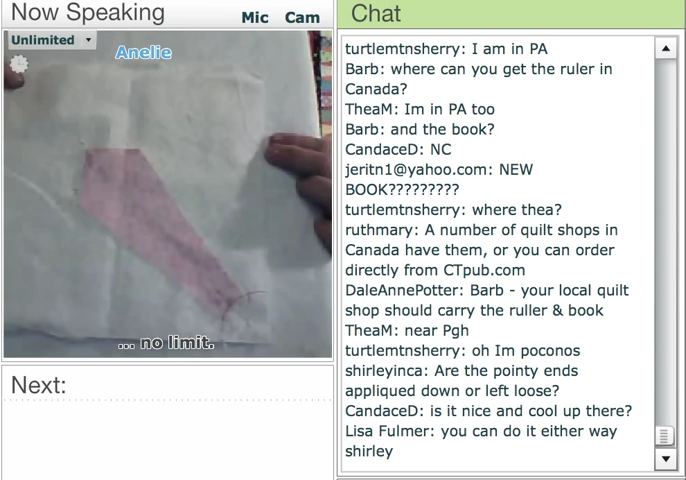 Now Speaking
Mic Cam
Unlimited
Anelie
... no limit.
Next:
Chat
turtlemtnsherry: I am in PA
Barb: where can you get the ruler in
Canada?
TheaM: Im in PA too
Barb: and the book?
CandaceD: NC
jeritn1@yahoo.com: NEW
BOOK?????????
turtlemtnsherry: where thea?
ruthmary: A number of quilt shops in
Canada have them, or you can order
directly from CTpub.com
DaleAnnePotter: Barb - your local quilt
shop should carry the ruller & book
TheaM: near Pgh
turtlemtnsherry: oh Im poconos
shirleyinca: Are the pointy ends
appliqued down or left loose?
CandaceD: is it nice and cool up there?
Lisa Fulmer: you can do it either way
shirley